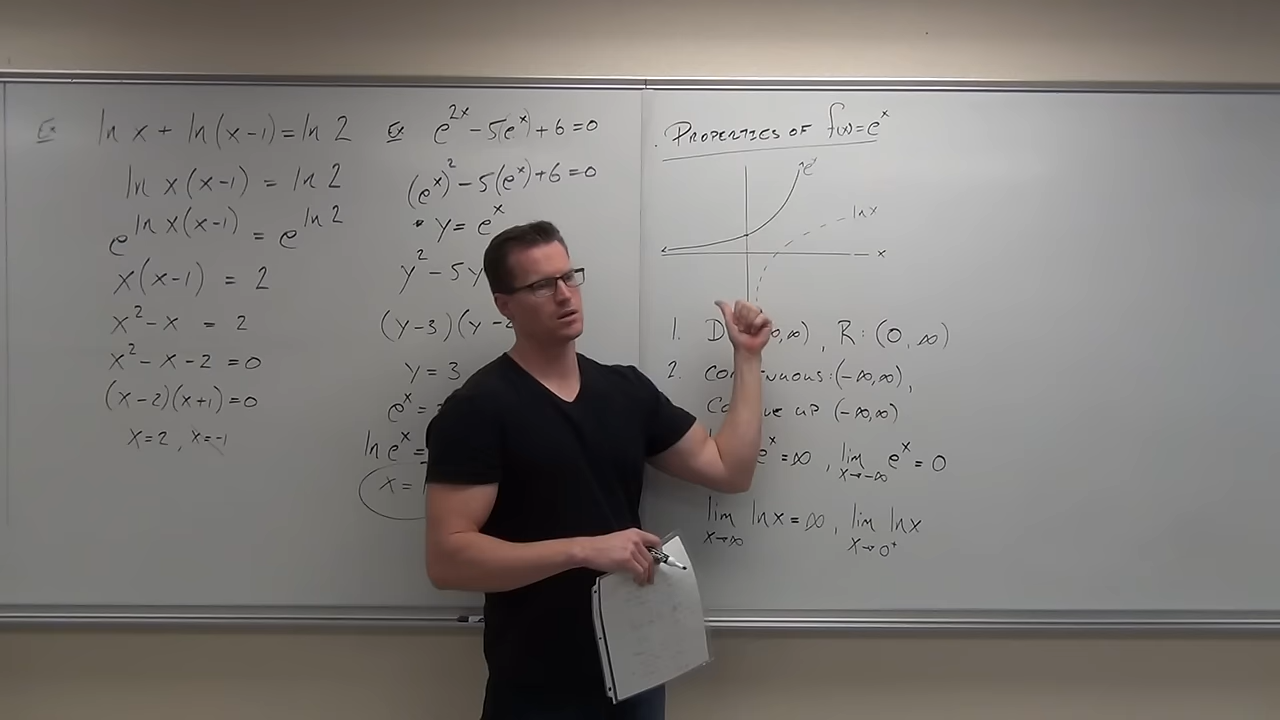 Ex ln x + ln(x-1) = ln 2
ln x(x-1) = ln 2
e^{ln x(x-1)} = e^{ln 2}
x(x-1) = 2
x² - x = 2
x² - x - 2 = 0
(x-2)(x+1) = 0
x=2, x=-1
Ex e^{2x} - 5(e^x) + 6 = 0
(e^x)² - 5(e^x) + 6 = 0
• y = e^x
y² - 5y
(y-3)(y-
y = 3
e^x =
ln e^x =
x =
. PROPERTIES OF f(x)=e^x
e^x
ln x
x
1. D ∞), R: (0, ∞)
2. : (-∞,∞),
UP (-∞,∞)
e^x = ∞, lim x→-∞ e^x = 0
lim x→∞ ln x = ∞, lim x→0⁺ ln x